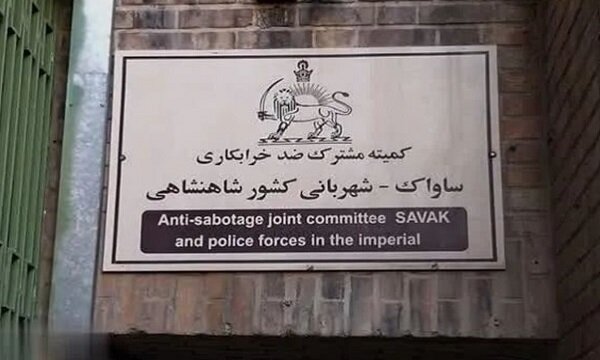 کمیته مشترک ضد خرابکاری
ساواک - شهربانی کشور شاهنشاهی
Anti-sabotage joint committee SAVAK
and police forces in the imperial